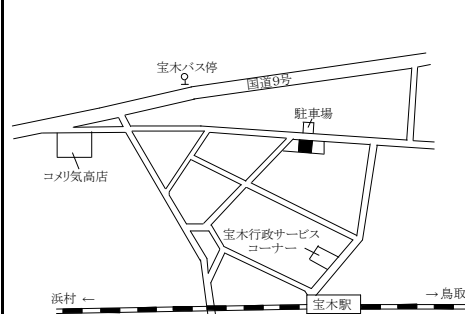 宝木バス停
国道9号
駐車場
コメリ気高店
宝木行政サービス
コーナー
浜村 ←
→鳥取
宝木駅